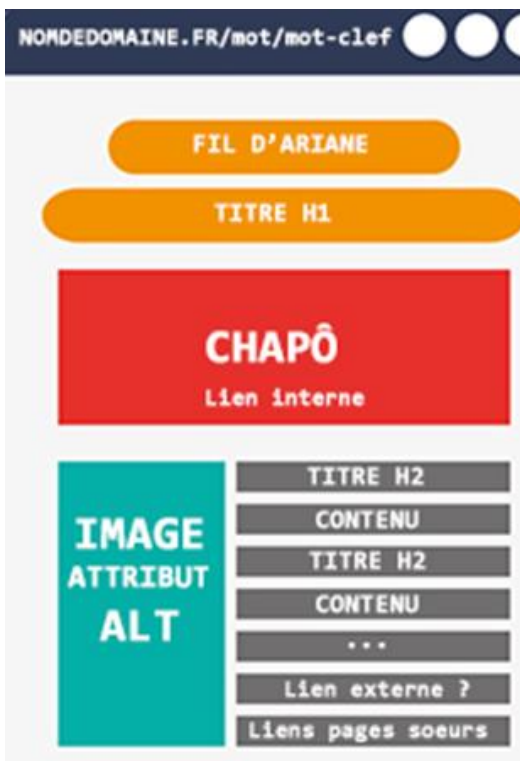 NOMDEDOMAINE.FR/mot/mot-clef
FIL D'ARIANE
TITRE H1
CHAPÔ
Lien interne
IMAGE
ATTRIBUT
ALT
TITRE H2
CONTENU
TITRE H2
CONTENU
...
Lien externe ?
Liens pages soeurs